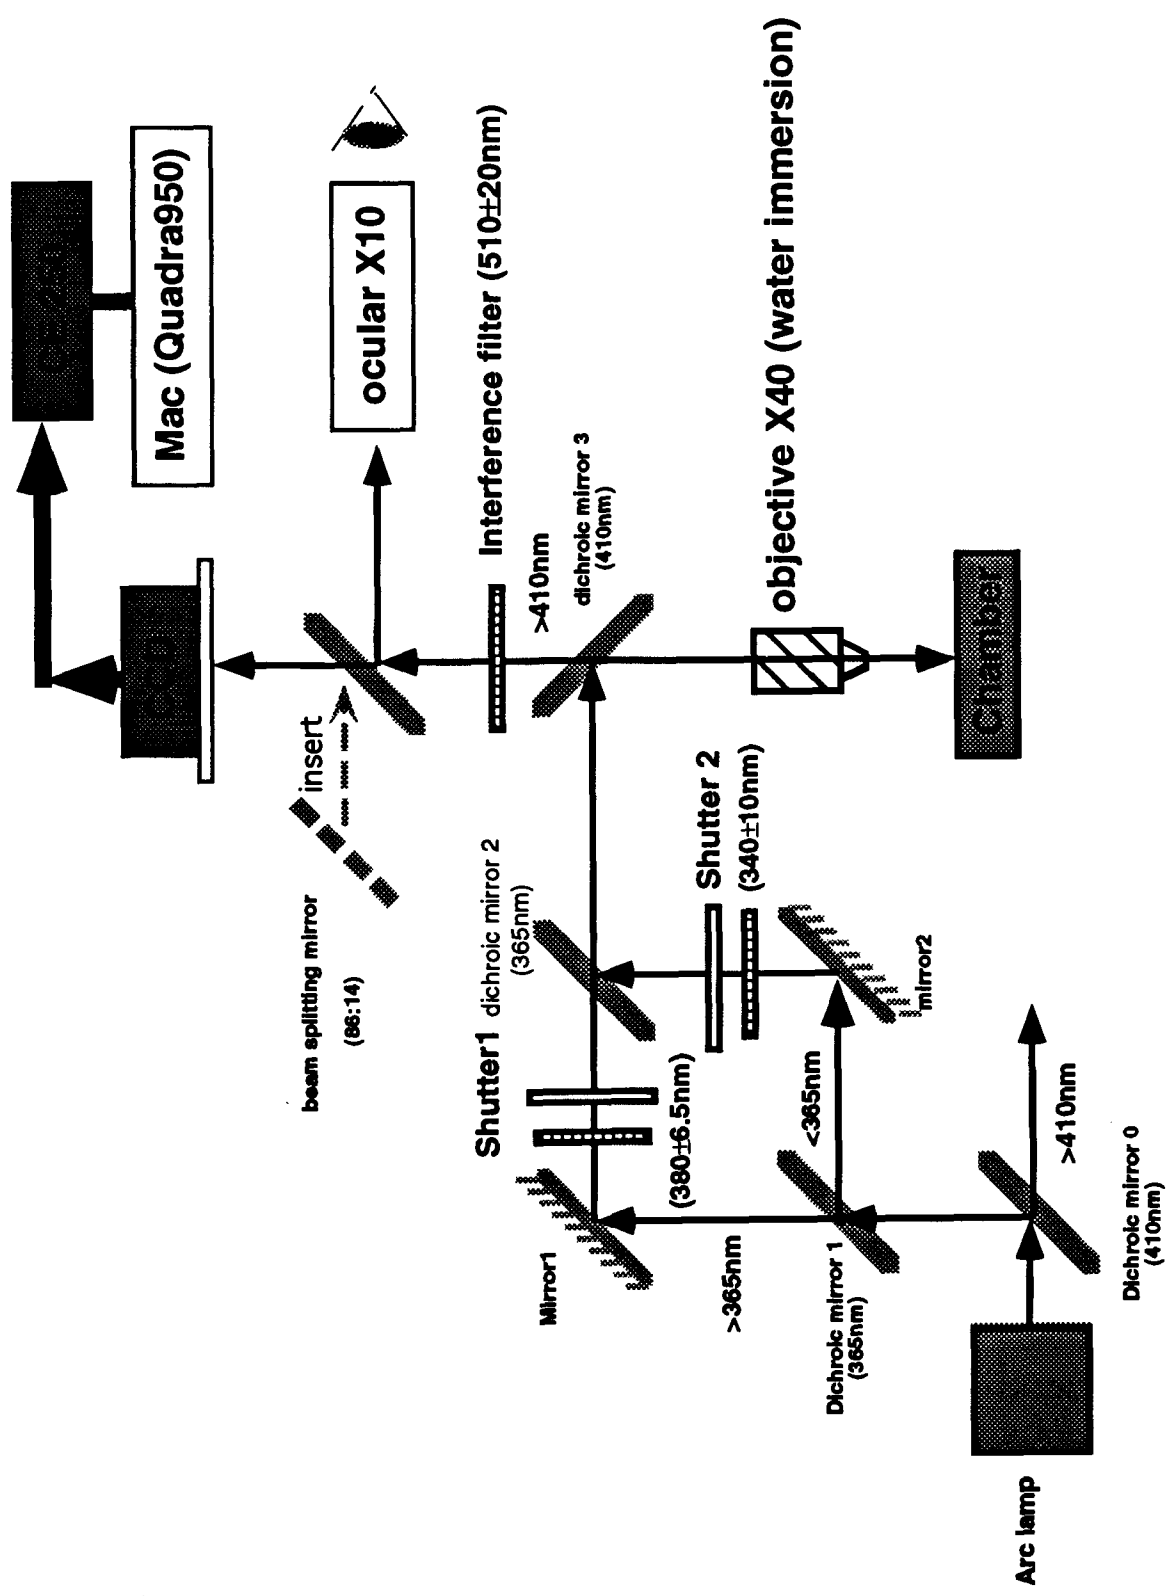 CCD
Mac (Quadra950)
ocular X10
insert
beam splitting mirror
(86:14)
Interference filter (510±20nm)
>410nm
dichroic mirror 3
(410nm)
Shutter1
dichroic mirror 2
(365nm)
Shutter 2
(340±10nm)
(380±6.5nm)
objective X40 (water immersion)
Chamber
Mirror1
mirror2
>365nm
<365nm
Dichroic mirror 1
(365nm)
>410nm
Dichroic mirror 0
(410nm)
Arc lamp